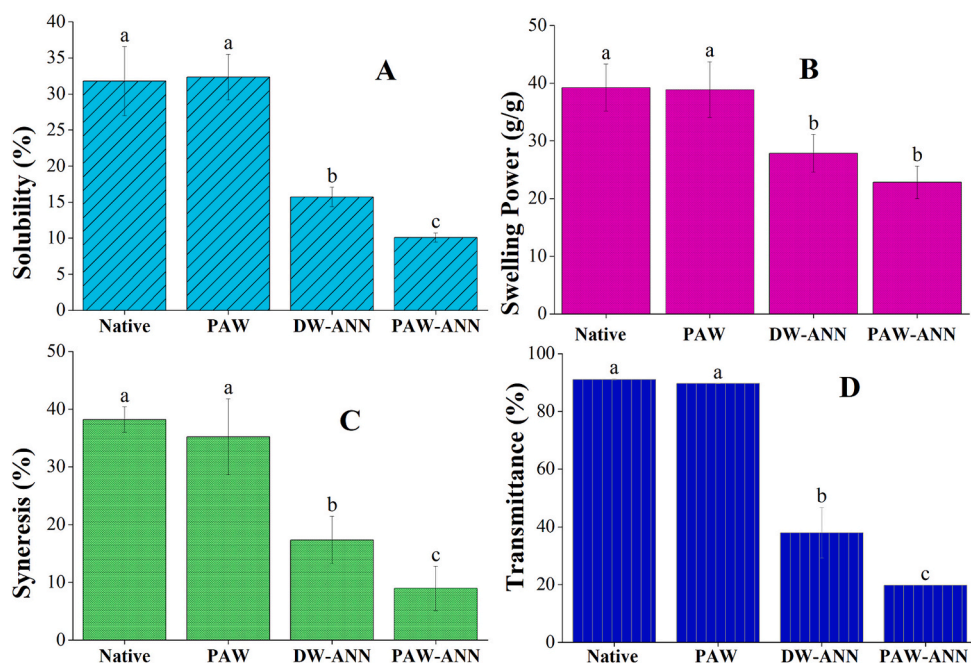 A
Solubility (%)
40
35
30
25
20
15
10
5
0
a
a
b
c
Native PAW DW-ANN PAW-ANN
B
Swelling Power (g/g)
50
40
30
20
10
0
a
a
b
b
Native PAW DW-ANN PAW-ANN
C
Syneresis (%)
50
40
30
20
10
0
a
a
b
c
Native PAW DW-ANN PAW-ANN
D
Transmittance (%)
100
80
60
40
20
0
a
a
b
c
Native PAW DW-ANN PAW-ANN